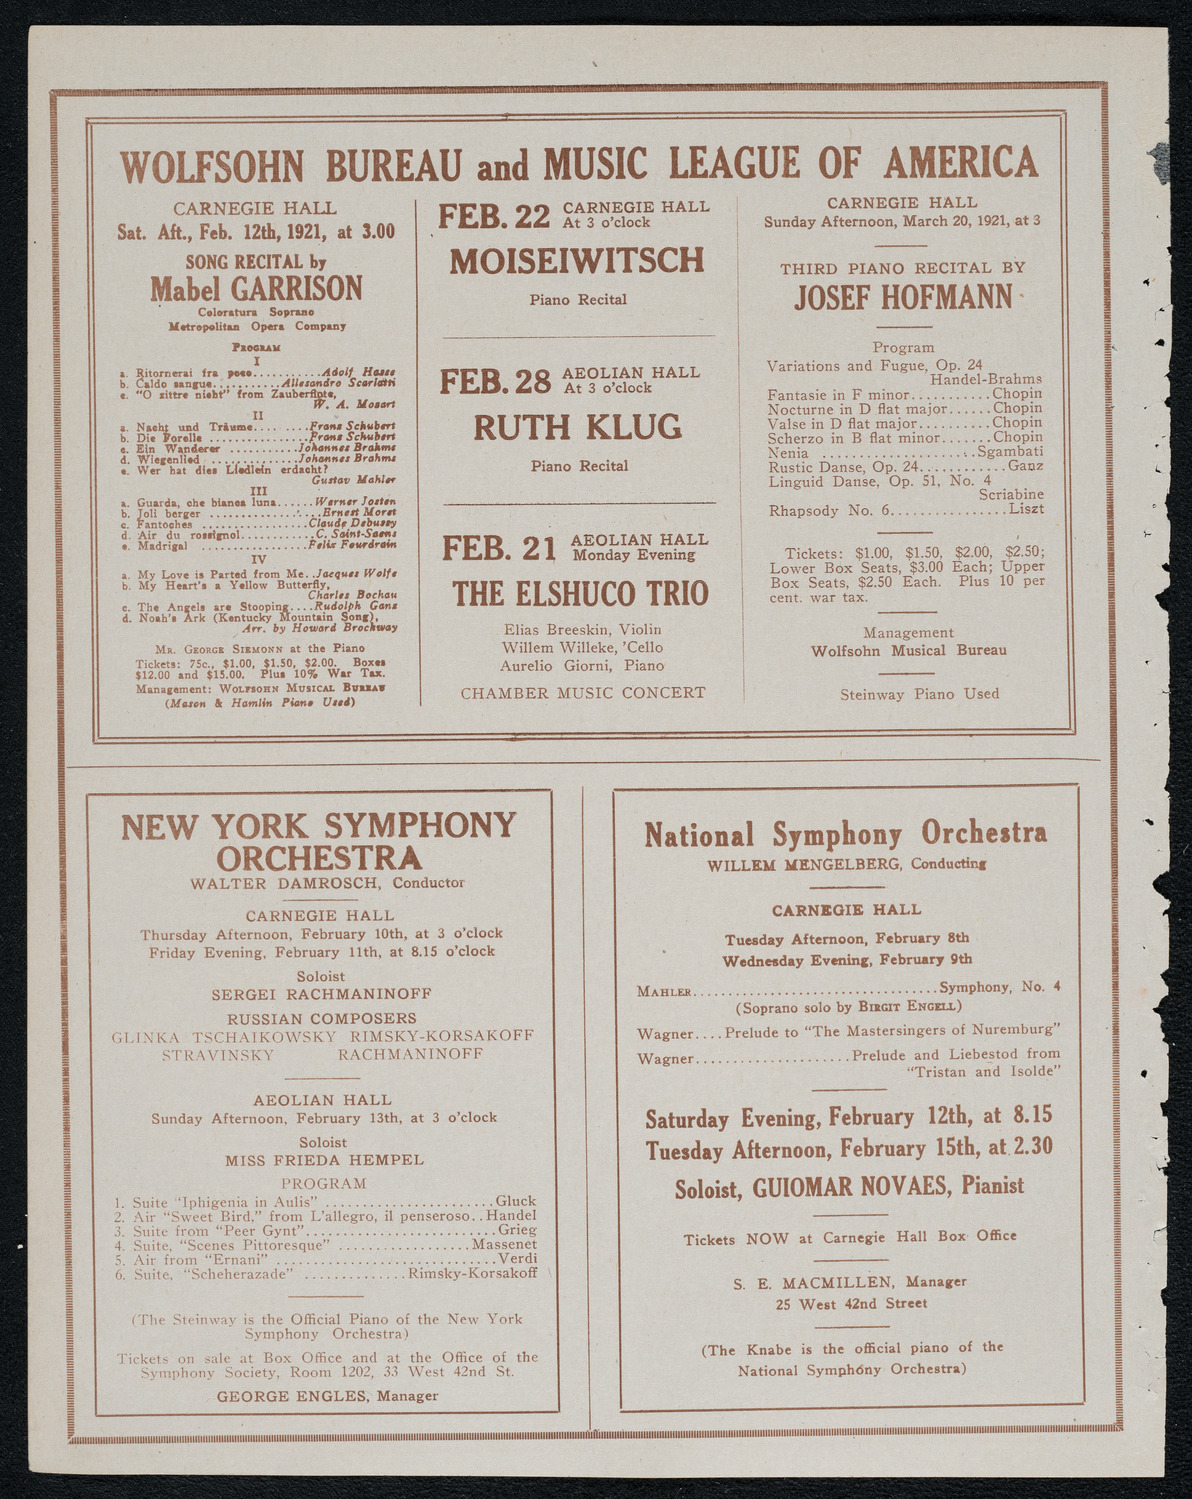 WOLFSOHN BUREAU and MUSIC LEAGUE OF AMERICA
CARNEGIE HALL
Sat. Aft., Feb. 12th, 1921, at 3.00
SONG RECITAL by
Mabel GARRISON
Coloratura Soprano
Metropolitan Opera Company
PROGRAM
I
a. Ritornerai fra poco..........Adolf Hasse
b. Caldo sangue...........Allesandro Scarlatti
c. "O zittre nicht" from Zauberflote,
W. A. Mozart
II
a. Nacht und Träume........Franz Schubert
b. Die Forelle ...............Franz Schubert
c. Ein Wanderer ..........Johannes Brahms
d. Wiegenlied .............Johannes Brahms
e. Wer hat dies Liedlein erdacht?
Gustav Mahler
III
a. Guarda, che bianca luna......Werner Josten
b. Joli berger ..................Ernest Moret
c. Fantoches ................Claude Debussy
d. Air du rossignol...........C. Saint-Saens
e. Madrigal ................Felix Fourdrain
IV
a. My Love is Parted from Me..Jacques Wolfe
b. My Heart's a Yellow Butterfly,
Charles Bochau
c. The Angels are Stooping....Rudolph Ganz
d. Noah's Ark (Kentucky Mountain Song),
Arr. by Howard Brockway
MR. GEORGE SIEMONN at the Piano
Tickets: 75c., $1.00, $1.50, $2.00. Boxes
$12.00 and $15.00. Plus 10% War Tax.
Management: WOLFSOHN MUSICAL BUREAU
(Mason & Hamlin Piano Used)
FEB. 22 CARNEGIE HALL
At 3 o'clock
MOISEIWITSCH
Piano Recital
FEB. 28 AEOLIAN HALL
At 3 o'clock
RUTH KLUG
Piano Recital
FEB. 21 AEOLIAN HALL
Monday Evening
THE ELSHUCO TRIO
Elias Breeskin, Violin
Willem Willeke, 'Cello
Aurelio Giorni, Piano
CHAMBER MUSIC CONCERT
CARNEGIE HALL
Sunday Afternoon, March 20, 1921, at 3
THIRD PIANO RECITAL BY
JOSEF HOFMANN
Program
Variations and Fugue, Op. 24
Handel-Brahms
Fantasie in F minor..........Chopin
Nocturne in D flat major......Chopin
Valse in D flat major..........Chopin
Scherzo in B flat minor.......Chopin
Nenia ....................Sgambati
Rustic Danse, Op. 24...........Ganz
Linguid Danse, Op. 51, No. 4
Scriabine
Rhapsody No. 6...............Liszt
Tickets: $1.00, $1.50, $2.00, $2.50;
Lower Box Seats, $3.00 Each; Upper
Box Seats, $2.50 Each. Plus 10 per
cent. war tax.
Management
Wolfsohn Musical Bureau
Steinway Piano Used
NEW YORK SYMPHONY
ORCHESTRA
WALTER DAMROSCH, Conductor
CARNEGIE HALL
Thursday Afternoon, February 10th, at 3 o'clock
Friday Evening, February 11th, at 8.15 o'clock
Soloist
SERGEI RACHMANINOFF
RUSSIAN COMPOSERS
GLINKA TSCHAIKOWSKY RIMSKY-KORSAKOFF
STRAVINSKY RACHMANINOFF
AEOLIAN HALL
Sunday Afternoon, February 13th, at 3 o'clock
Soloist
MISS FRIEDA HEMPEL
PROGRAM
1. Suite "Iphigenia in Aulis" .......................Gluck
2. Air "Sweet Bird," from L'allegro, il penseroso..Handel
3. Suite from "Peer Gynt"..........................Grieg
4. Suite, "Scenes Pittoresque" ..................Massenet
5. Air from "Ernani" ..............................Verdi
6. Suite, "Scheherazade" .............Rimsky-Korsakoff
(The Steinway is the Official Piano of the New York
Symphony Orchestra)
Tickets on sale at Box Office and at the Office of the
Symphony Society, Room 1202, 33 West 42nd St.
GEORGE ENGLES, Manager
National Symphony Orchestra
WILLEM MENGELBERG, Conducting
CARNEGIE HALL
Tuesday Afternoon, February 8th
Wednesday Evening, February 9th
MAHLER.................................Symphony, No. 4
(Soprano solo by BIRGIT ENGELL)
Wagner....Prelude to "The Mastersingers of Nuremburg"
Wagner....................Prelude and Liebestod from
"Tristan and Isolde"
Saturday Evening, February 12th, at 8.15
Tuesday Afternoon, February 15th, at 2.30
Soloist, GUIOMAR NOVAES, Pianist
Tickets NOW at Carnegie Hall Box Office
S. E. MACMILLEN, Manager
25 West 42nd Street
(The Knabe is the official piano of the
National Symphony Orchestra)